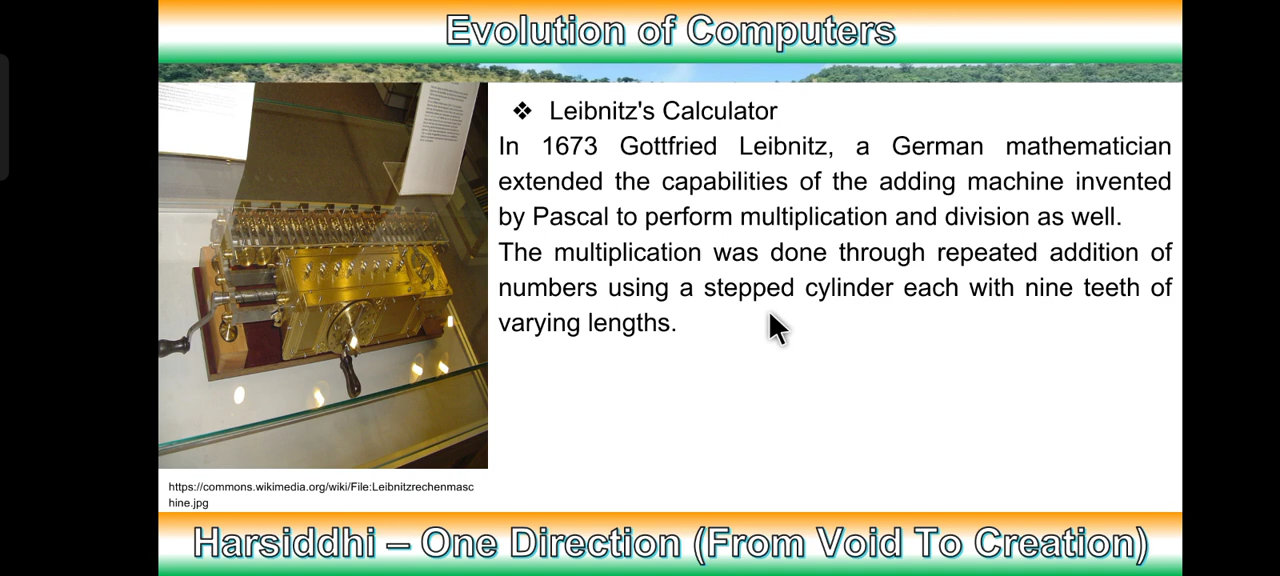 Evolution of Computers
❖ Leibnitz's Calculator
In 1673 Gottfried Leibnitz, a German mathematician
extended the capabilities of the adding machine invented
by Pascal to perform multiplication and division as well.
The multiplication was done through repeated addition of
numbers using a stepped cylinder each with nine teeth of
varying lengths.
https://commons.wikimedia.org/wiki/File:Leibnitzrechenmasc
hine.jpg
Harsiddhi – One Direction (From Void To Creation)